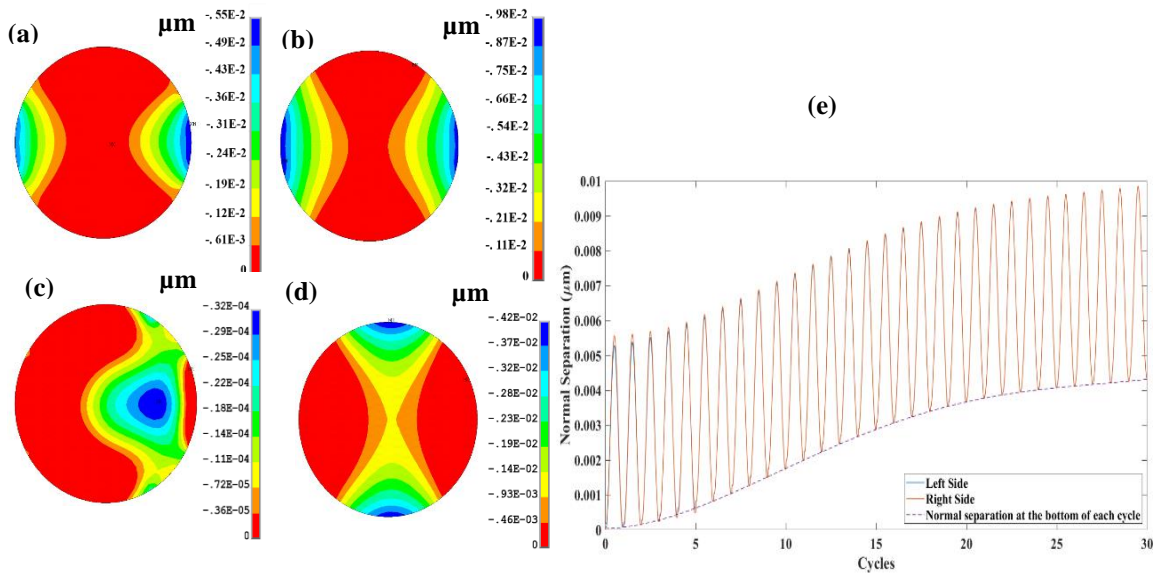 (a)
µm
-.55E-2
-.49E-2
-.43E-2
-.37E-2
-.31E-2
-.24E-2
-.19E-2
-.12E-2
-.61E-3
0
(b)
µm
-.98E-2
-.87E-2
-.75E-2
-.65E-2
-.54E-2
-.42E-2
-.32E-2
-.21E-2
-.11E-2
0
(c)
µm
-.32E-04
-.29E-04
-.25E-04
-.22E-04
-.18E-04
-.14E-04
-.11E-04
-.72E-05
-.36E-05
0
(d)
µm
-.42E-02
-.37E-02
-.32E-02
-.28E-02
-.23E-02
-.19E-02
-.14E-02
-.93E-03
-.46E-03
0
(e)
Normal Separation (µm)
0.01
0.009
0.008
0.007
0.006
0.005
0.004
0.003
0.002
0.001
0
0 5 10 15 20 25 30
Cycles
Left Side
Right Side
Normal separation at the bottom of each cycle